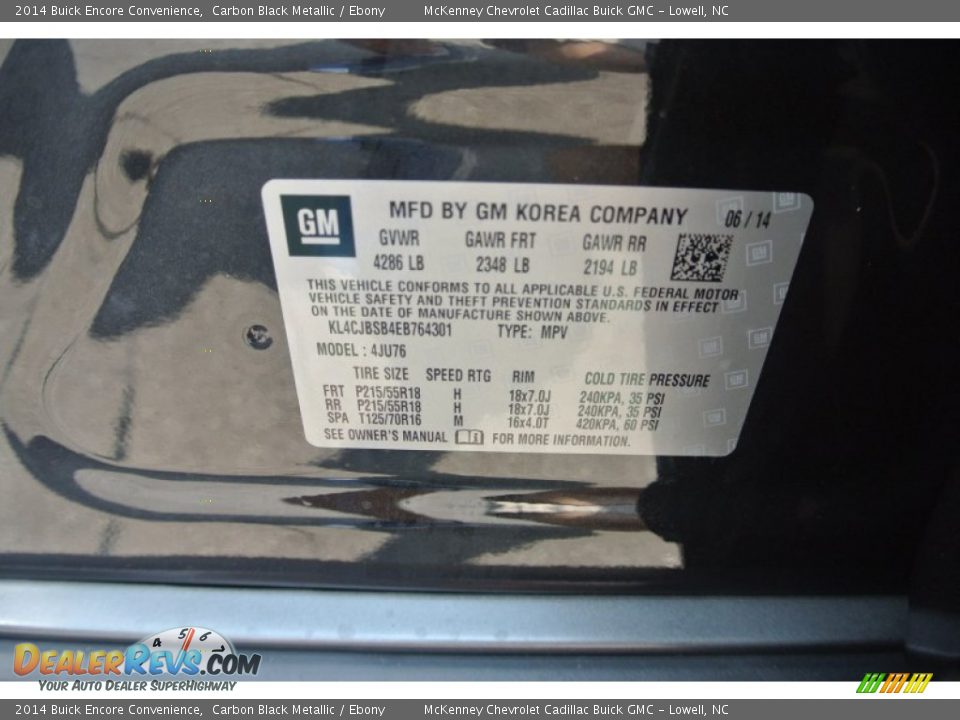 2014 Buick Encore Convenience, Carbon Black Metallic / Ebony McKenney Chevrolet Cadillac Buick GMC – Lowell, NC
GM MFD BY GM KOREA COMPANY 06 / 14
GVWR GAWR FRT GAWR RR
4286 LB 2348 LB 2194 LB
THIS VEHICLE CONFORMS TO ALL APPLICABLE U.S. FEDERAL MOTOR
VEHICLE SAFETY AND THEFT PREVENTION STANDARDS IN EFFECT
ON THE DATE OF MANUFACTURE SHOWN ABOVE.
KL4CJBSB4EB764301 TYPE: MPV
MODEL : 4JU76
TIRE SIZE SPEED RTG RIM COLD TIRE PRESSURE
FRT P215/55R18 H 18x7.0J 240KPA, 35 PSI
RR P215/55R18 H 18x7.0J 240KPA, 35 PSI
SPA T125/70R16 M 16x4.0T 420KPA, 60 PSI
SEE OWNER'S MANUAL FOR MORE INFORMATION.
4 5 6
DealerRevs.com
Your Auto Dealer SuperHighway
2014 Buick Encore Convenience, Carbon Black Metallic / Ebony McKenney Chevrolet Cadillac Buick GMC – Lowell, NC